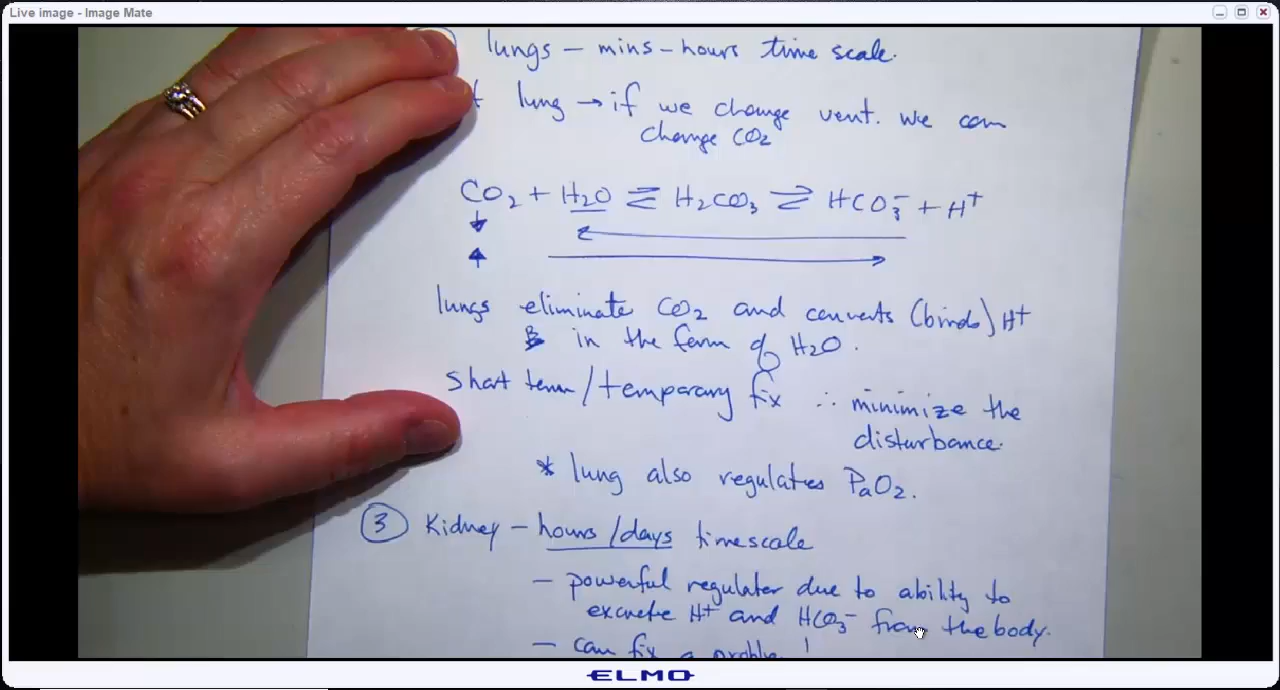 Live image - Image Mate
lungs - mins - hours time scale.
lung → if we change vent. we can
change CO2
CO2 + H2O ⇌ H2CO3 ⇌ HCO3- + H+
lungs eliminate CO2 and converts (binds) H+
in the form of H2O.
Short term/temporary fix ∴ minimize the
disturbance.
* lung also regulates PaO2.
3 Kidney - hours/days timescale
- powerful regulater due to ability to
excrete H+ and HCO3- from the body.
- can fix a
ELMO